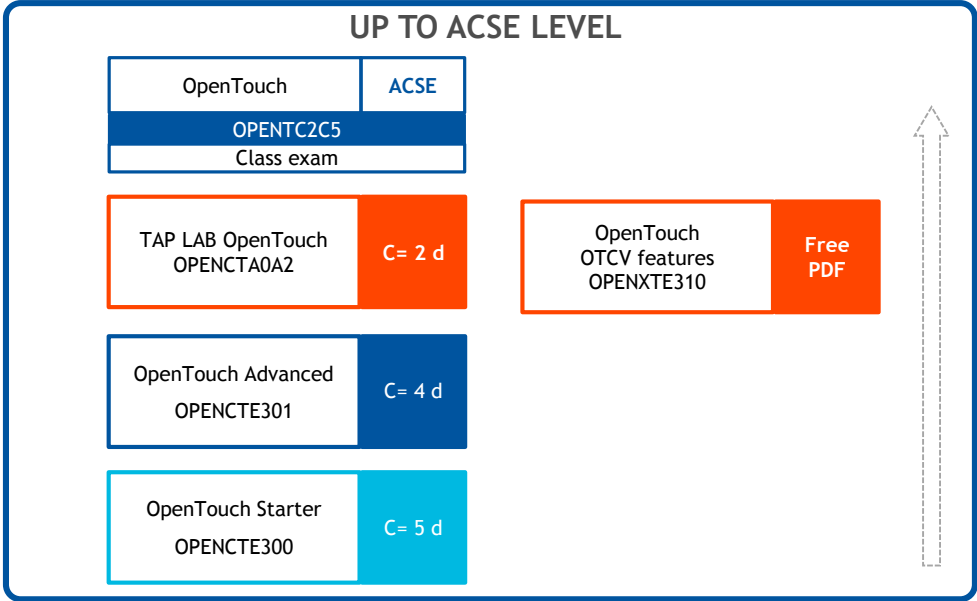 UP TO ACSE LEVEL
OpenTouch
ACSE
OPENTC2C5
Class exam
TAP LAB OpenTouch
OPENCTA0A2
C= 2 d
OpenTouch
OTCV features
OPENXTE310
Free
PDF
OpenTouch Advanced
OPENCTE301
C= 4 d
OpenTouch Starter
OPENCTE300
C= 5 d